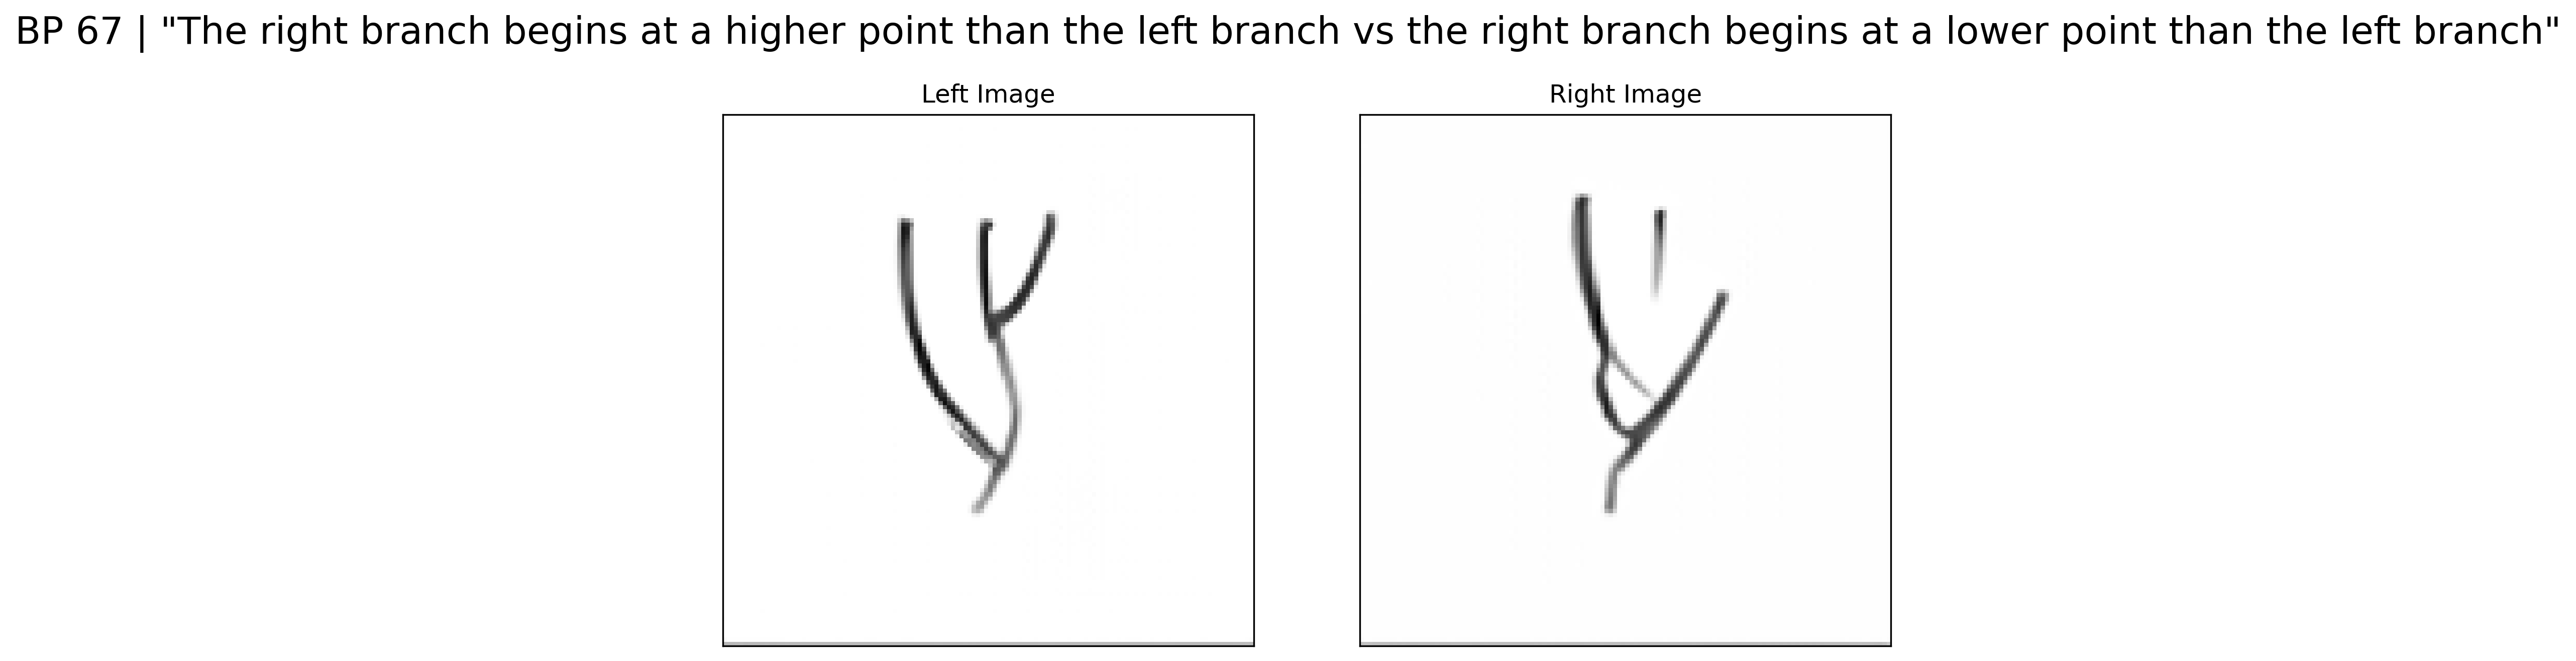 BP 67 | "The right branch begins at a higher point than the left branch vs the right branch begins at a lower point than the left branch"
Left Image
Right Image